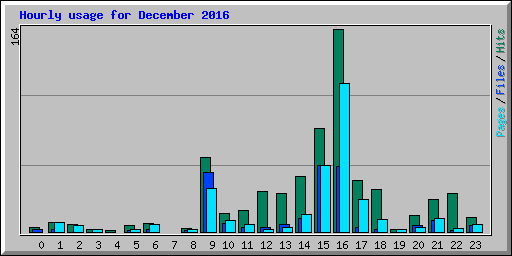 Hourly usage for December 2016
164
Pages/Files/Hits
0 1 2 3 4 5 6 7 8 9 10 11 12 13 14 15 16 17 18 19 20 21 22 23